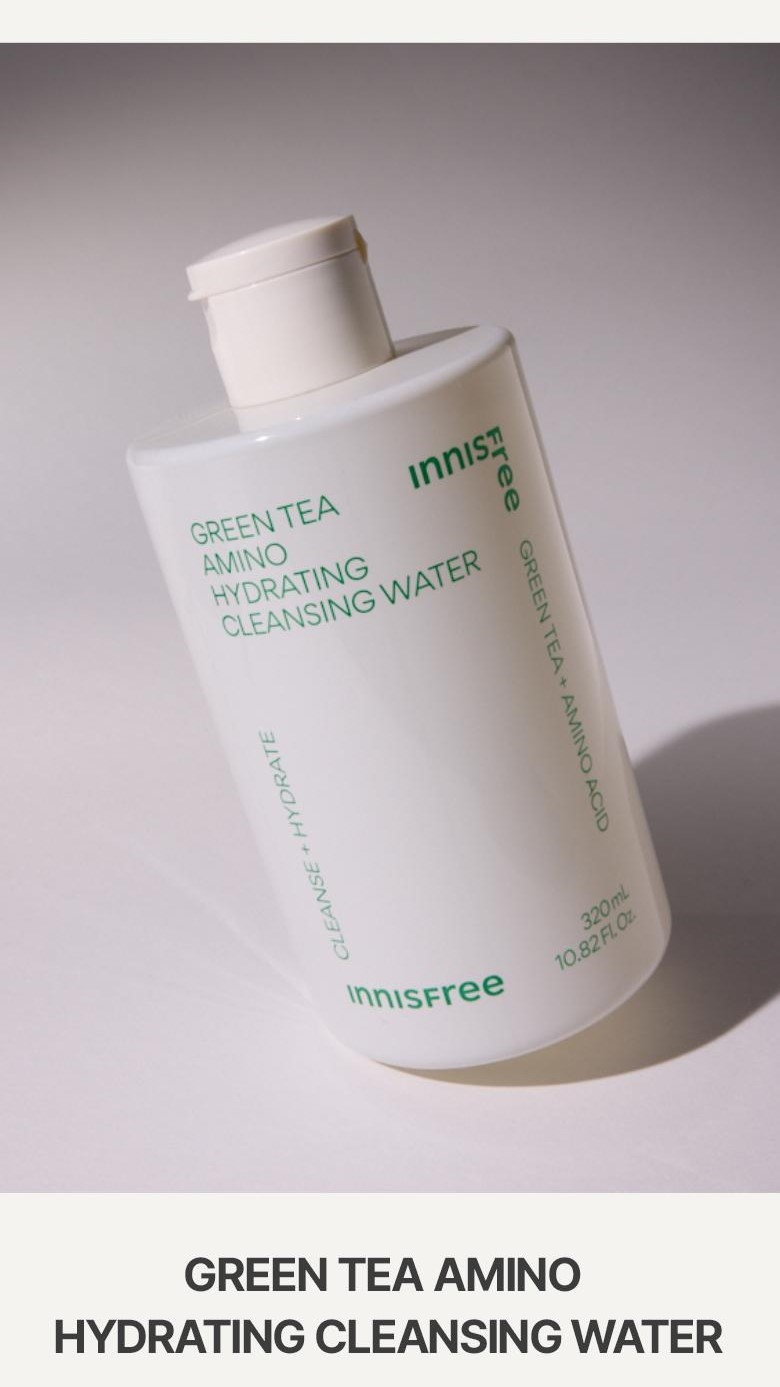 INNISFree
GREEN TEA
AMINO
HYDRATING
CLEANSING WATER
GREEN TEA + AMINO ACID
CLEANSE + HYDRATE
320 mL
10.82 Fl. Oz.
INNISFree
GREEN TEA AMINO
HYDRATING CLEANSING WATER